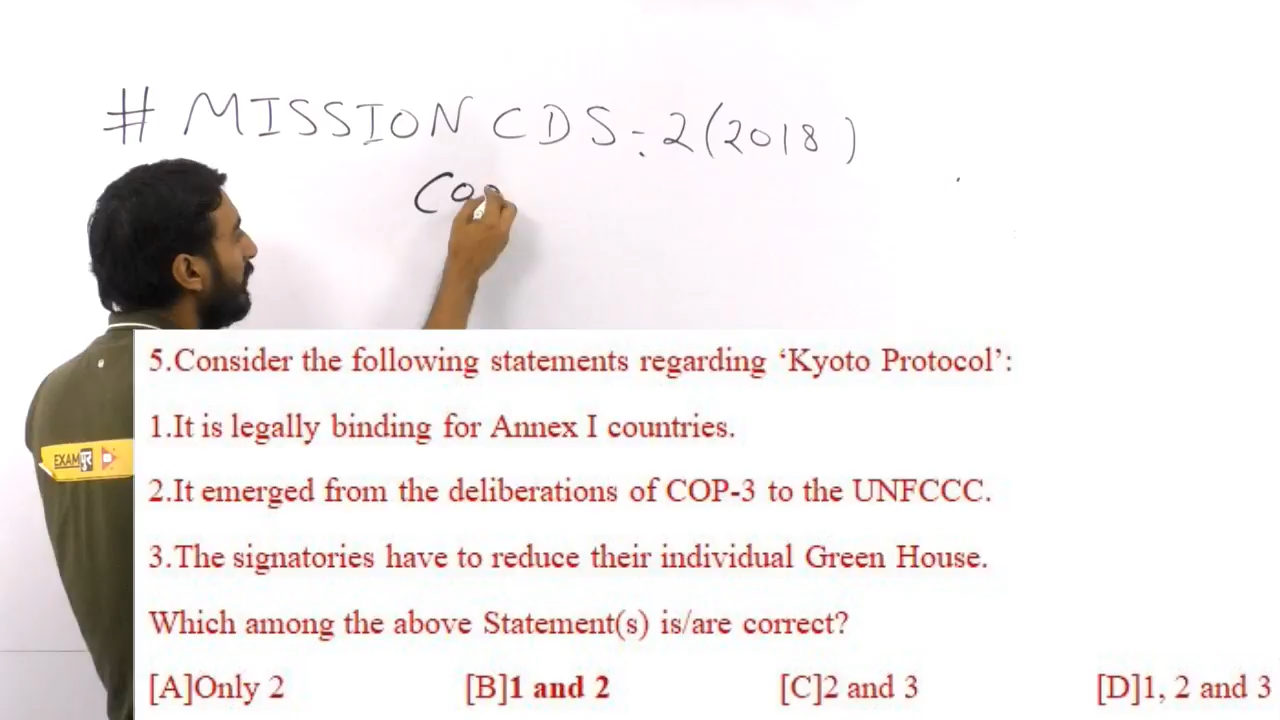 # MISSION CDS:2(2018)
EXAM पुर
5.Consider the following statements regarding ‘Kyoto Protocol’:
1.It is legally binding for Annex I countries.
2.It emerged from the deliberations of COP-3 to the UNFCCC.
3.The signatories have to reduce their individual Green House.
Which among the above Statement(s) is/are correct?
[A]Only 2 [B]1 and 2 [C]2 and 3 [D]1, 2 and 3